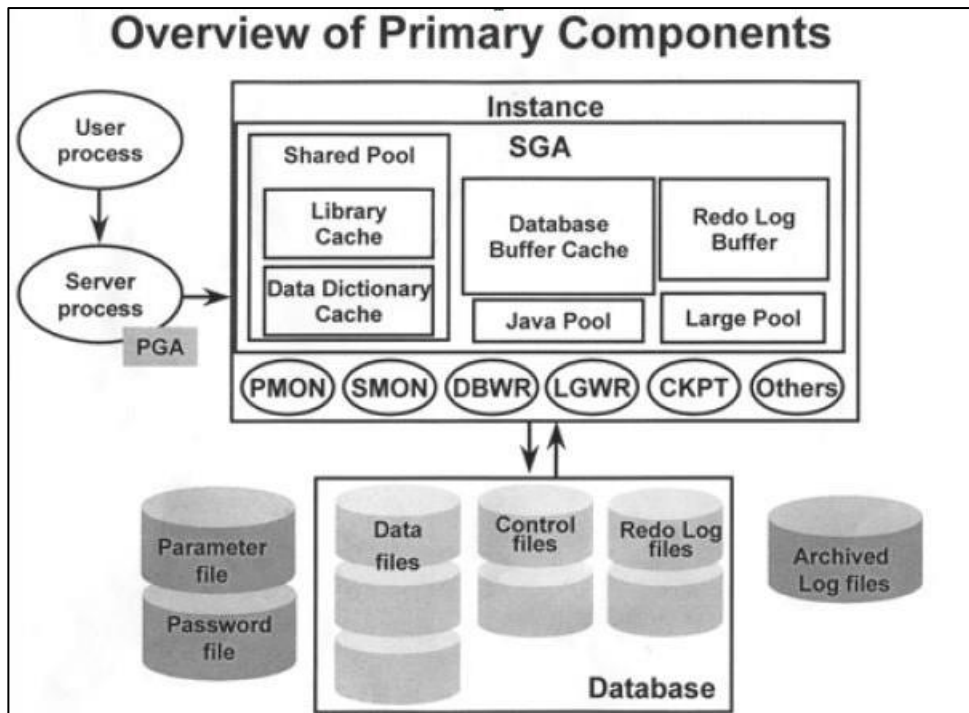 Overview of Primary Components
Instance
User
process
SGA
Shared Pool
Library
Cache
Database
Buffer Cache
Redo Log
Buffer
Server
process
Data Dictionary
Cache
PGA
Java Pool
Large Pool
PMON
SMON
DBWR
LGWR
CKPT
Others
Parameter
file
Password
file
Data
files
Control
files
Redo Log
files
Archived
Log files
Database